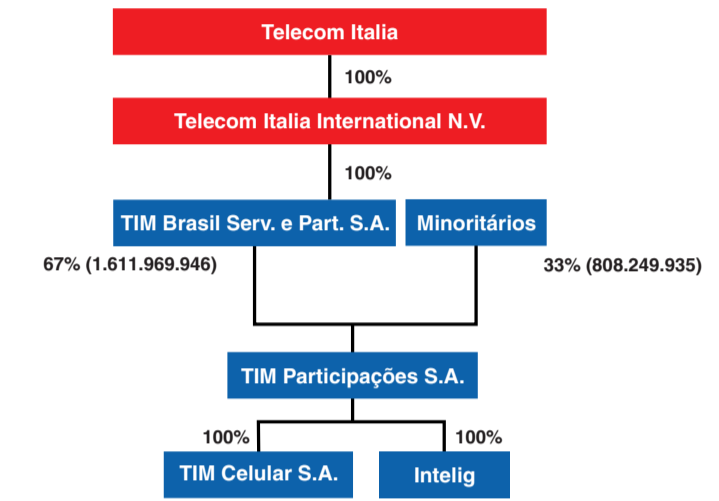 Telecom Italia
100%
Telecom Italia International N.V.
100%
TIM Brasil Serv. e Part. S.A.
Minoritários
67% (1.611.969.946)
33% (808.249.935)
TIM Participações S.A.
100%
100%
TIM Celular S.A.
Intelig